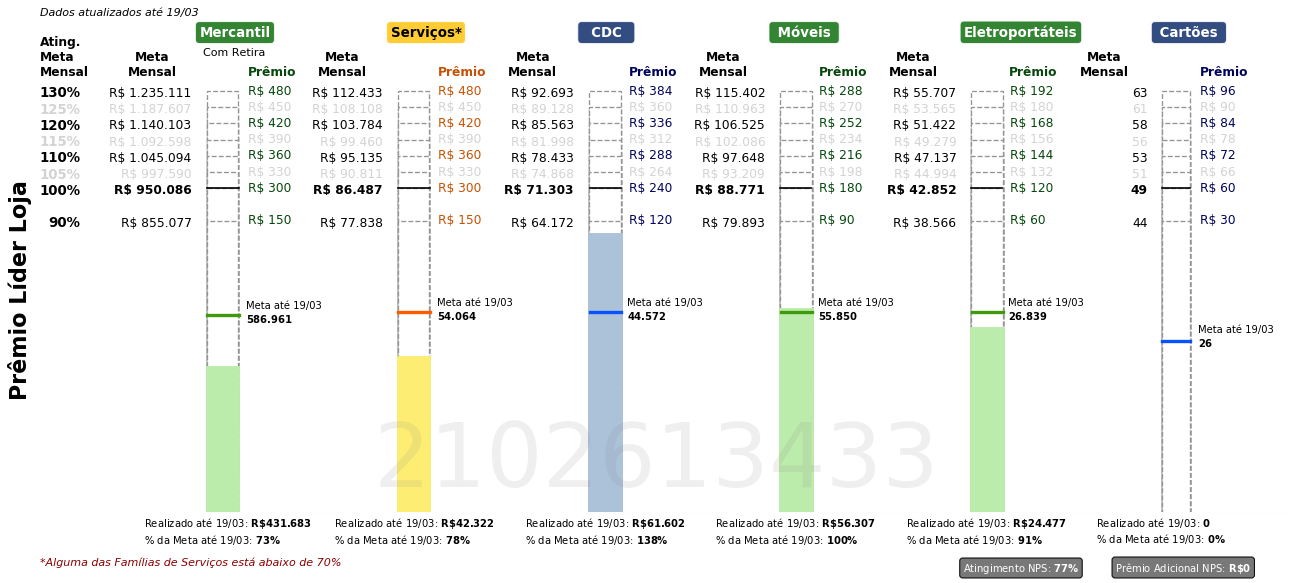 Dados atualizados até 19/03
Mercantil Serviços* CDC Móveis Eletroportáteis Cartões
Com Retira
Ating. Meta Mensal
Meta Mensal Prêmio Meta Mensal Prêmio Meta Mensal Prêmio Meta Mensal Prêmio Meta Mensal Prêmio Meta Mensal Prêmio
130% R$ 1.235.111 R$ 480 R$ 112.433 R$ 480 R$ 92.693 R$ 384 R$ 115.402 R$ 288 R$ 55.707 R$ 192 63 R$ 96
125% R$ 1.187.607 R$ 450 R$ 108.108 R$ 450 R$ 89.128 R$ 360 R$ 110.963 R$ 270 R$ 53.565 R$ 180 61 R$ 90
120% R$ 1.140.103 R$ 420 R$ 103.784 R$ 420 R$ 85.563 R$ 336 R$ 106.525 R$ 252 R$ 51.422 R$ 168 58 R$ 84
115% R$ 1.092.598 R$ 390 R$ 99.460 R$ 390 R$ 81.998 R$ 312 R$ 102.086 R$ 234 R$ 49.279 R$ 156 56 R$ 78
110% R$ 1.045.094 R$ 360 R$ 95.135 R$ 360 R$ 78.433 R$ 288 R$ 97.648 R$ 216 R$ 47.137 R$ 144 53 R$ 72
105% R$ 997.590 R$ 330 R$ 90.811 R$ 330 R$ 74.868 R$ 264 R$ 93.209 R$ 198 R$ 44.994 R$ 132 51 R$ 66
100% R$ 950.086 R$ 300 R$ 86.487 R$ 300 R$ 71.303 R$ 240 R$ 88.771 R$ 180 R$ 42.852 R$ 120 49 R$ 60
90% R$ 855.077 R$ 150 R$ 77.838 R$ 150 R$ 64.172 R$ 120 R$ 79.893 R$ 90 R$ 38.566 R$ 60 44 R$ 30
Prêmio Líder Loja
Meta até 19/03 Meta até 19/03 Meta até 19/03 Meta até 19/03 Meta até 19/03 Meta até 19/03
586.961 54.064 44.572 55.850 26.839 26
2102613433
Realizado até 19/03: R$431.683 Realizado até 19/03: R$42.322 Realizado até 19/03: R$61.602 Realizado até 19/03: R$56.307 Realizado até 19/03: R$24.477 Realizado até 19/03: 0
% da Meta até 19/03: 73% % da Meta até 19/03: 78% % da Meta até 19/03: 138% % da Meta até 19/03: 100% % da Meta até 19/03: 91% % da Meta até 19/03: 0%
*Alguma das Famílias de Serviços está abaixo de 70%
Atingimento NPS: 77% Prêmio Adicional NPS: R$0